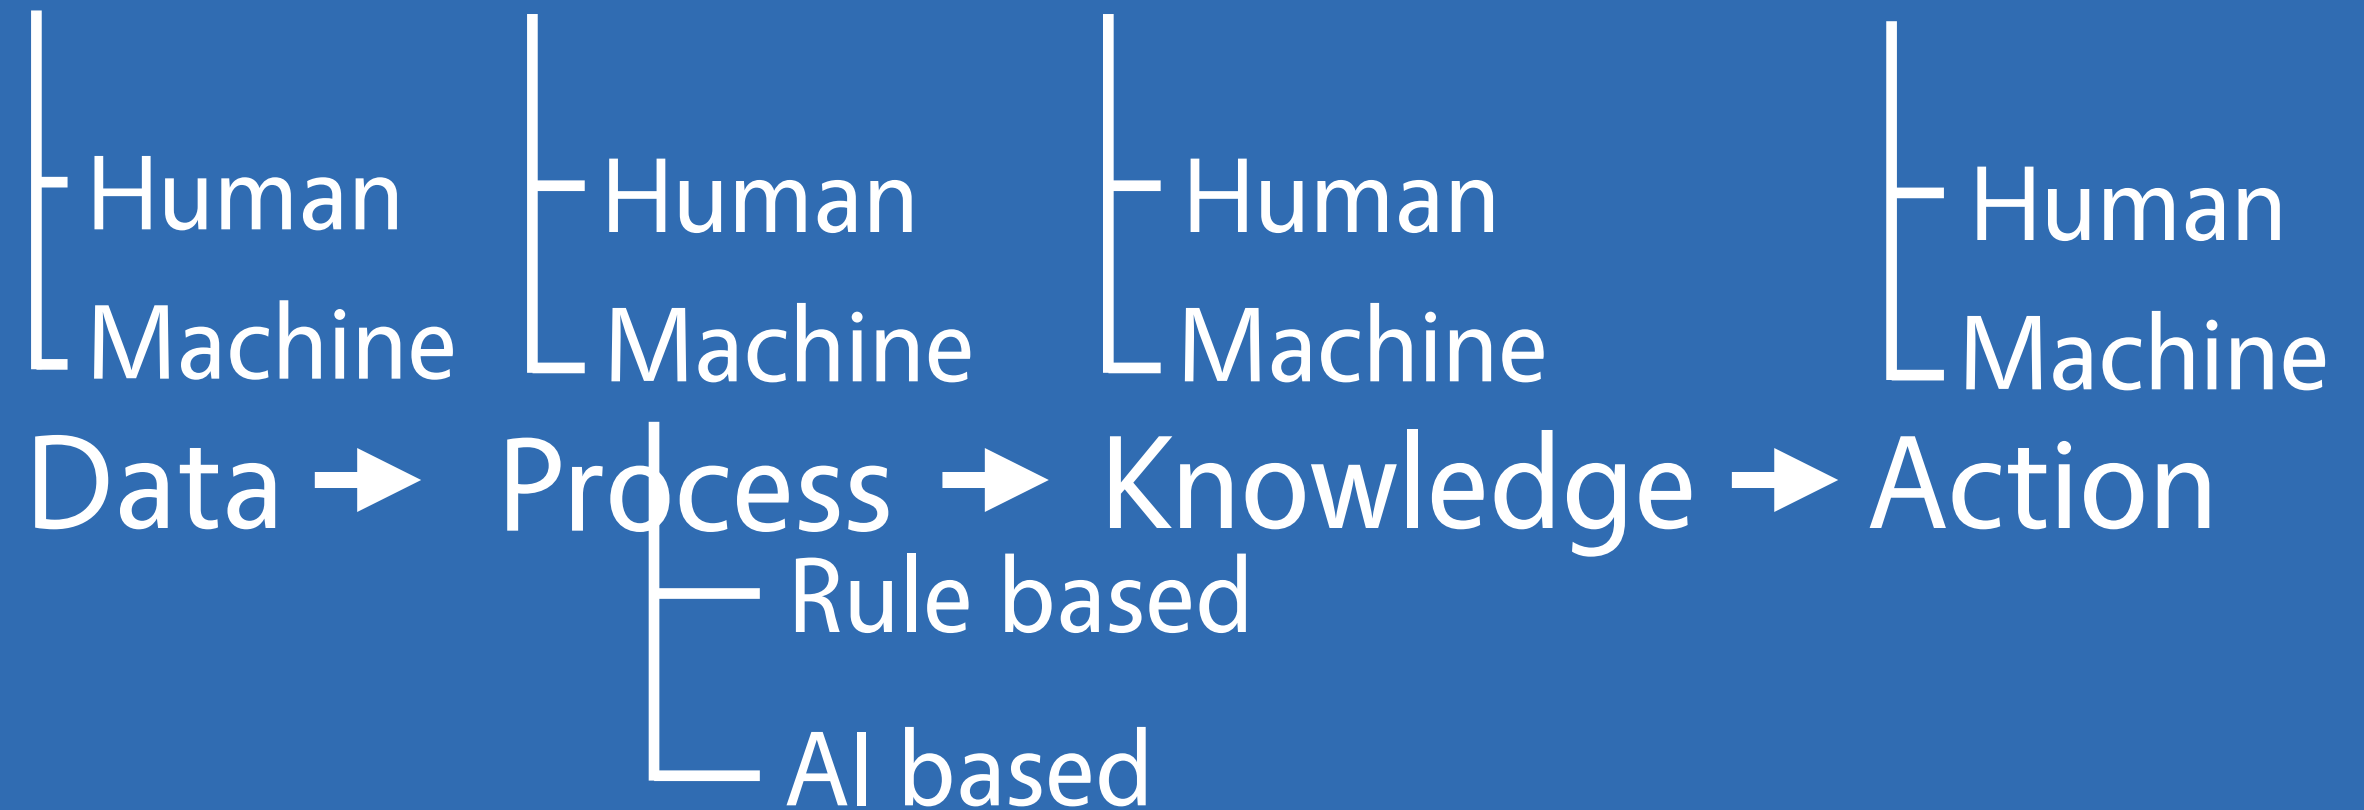 Human Human Human Human
Machine Machine Machine Machine
Data Process Knowledge Action
Rule based
AI based